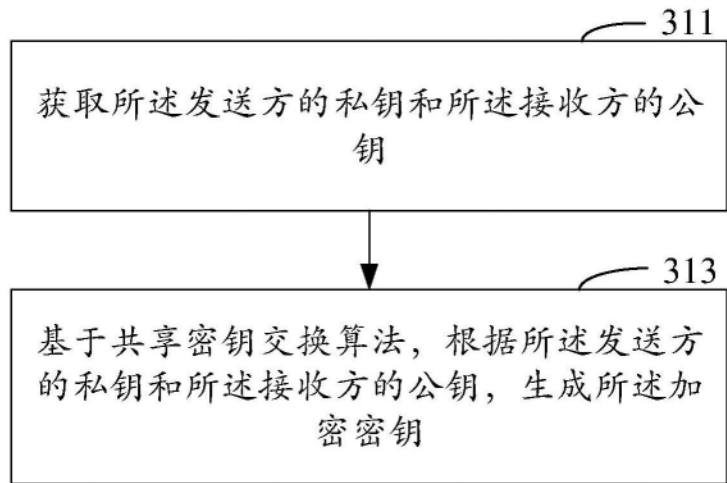 311
获取所述发送方的私钥和所述接收方的公
钥
313
基于共享密钥交换算法，根据所述发送方
的私钥和所述接收方的公钥，生成所述加
密密钥